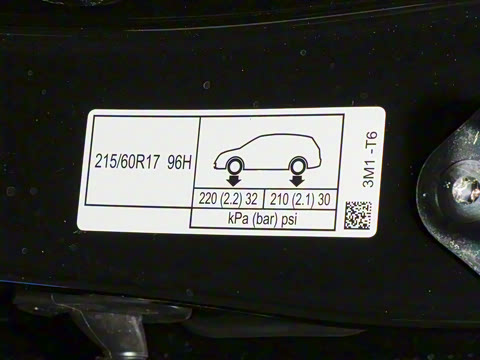 215/60R17 96H
220 (2.2) 32 210 (2.1) 30
kPa (bar) psi
3M1 -T6